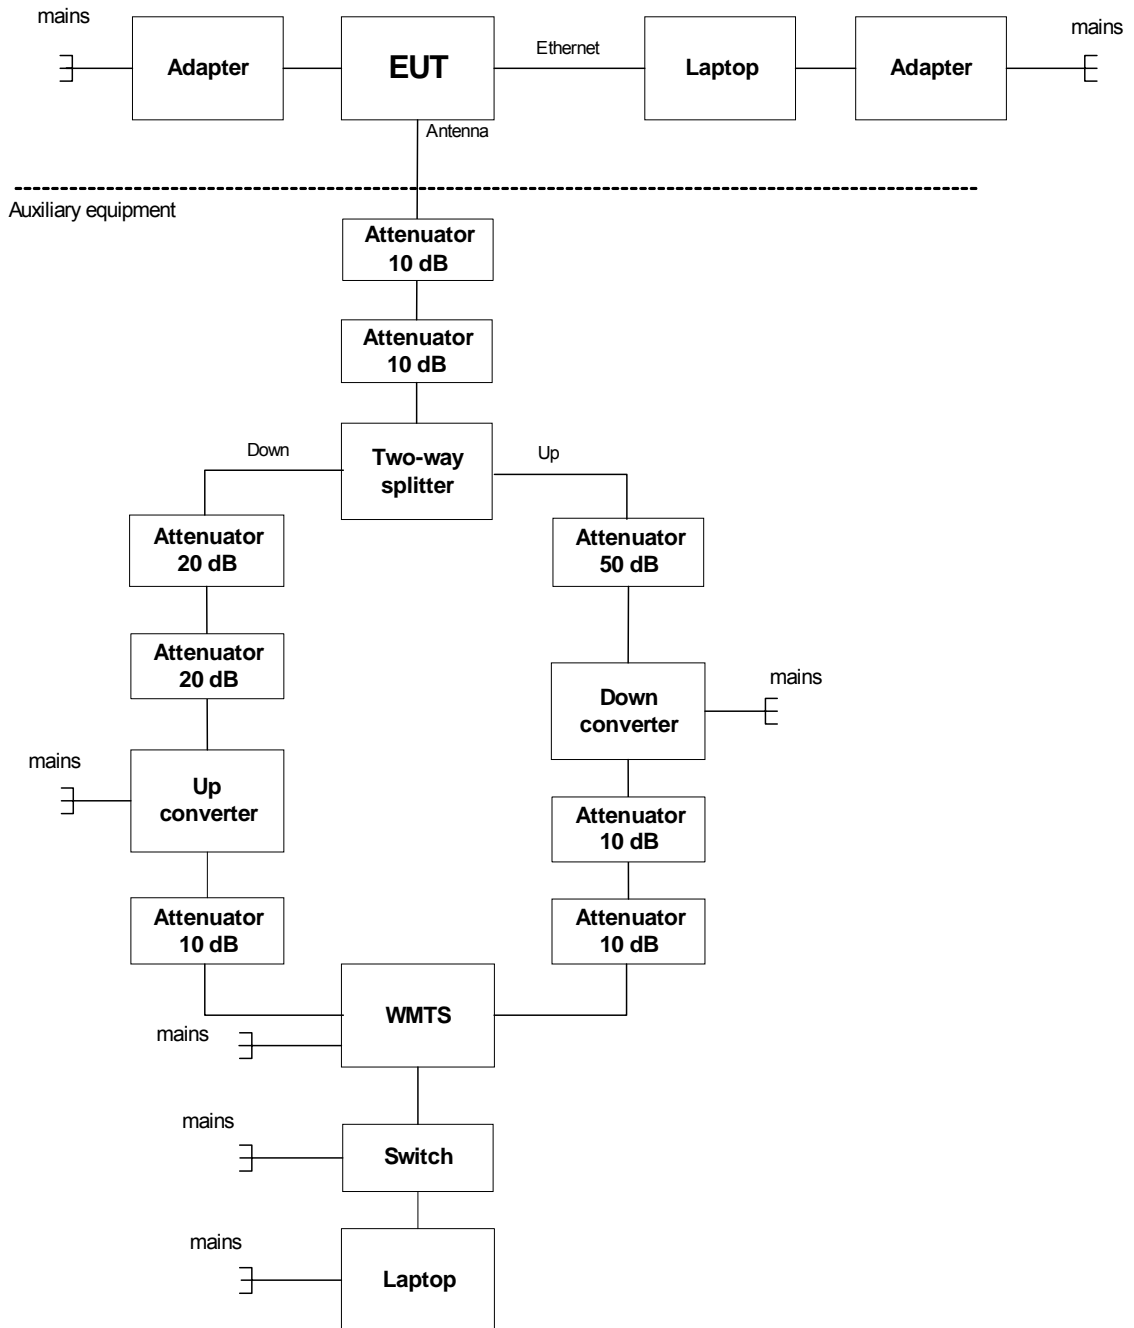 mains
mains
Adapter
EUT
Ethernet
Laptop
Adapter
Antenna
Auxiliary equipment
Attenuator
10 dB
Attenuator
10 dB
Down
Two-way
splitter
Up
Attenuator
20 dB
Attenuator
50 dB
Attenuator
20 dB
Down
converter
mains
mains
Up
converter
Attenuator
10 dB
Attenuator
10 dB
Attenuator
10 dB
WMTS
mains
mains
Switch
mains
Laptop